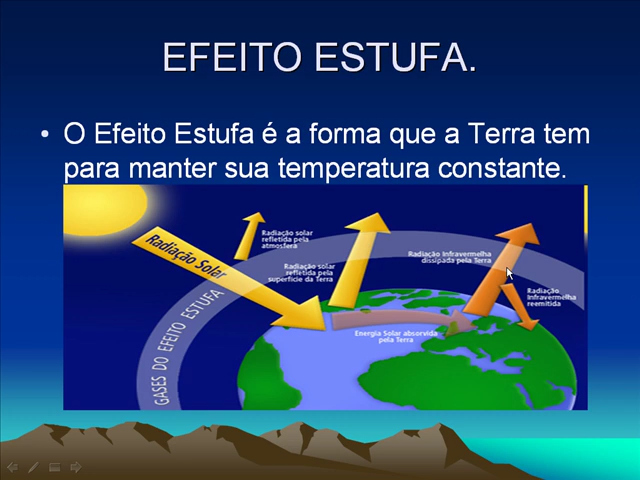 EFEITO ESTUFA.
• O Efeito Estufa é a forma que a Terra tem
para manter sua temperatura constante.
Radiação Solar
Radiação solar
refletida pela
atmosfera
Radiação solar
refletida pela
superfície da Terra
Radiação Infravermelha
dissipada pela Terra
Radiação
Infravermelha
reemitida
Energia Solar absorvida
pela Terra
GASES DO EFEITO ESTUFA